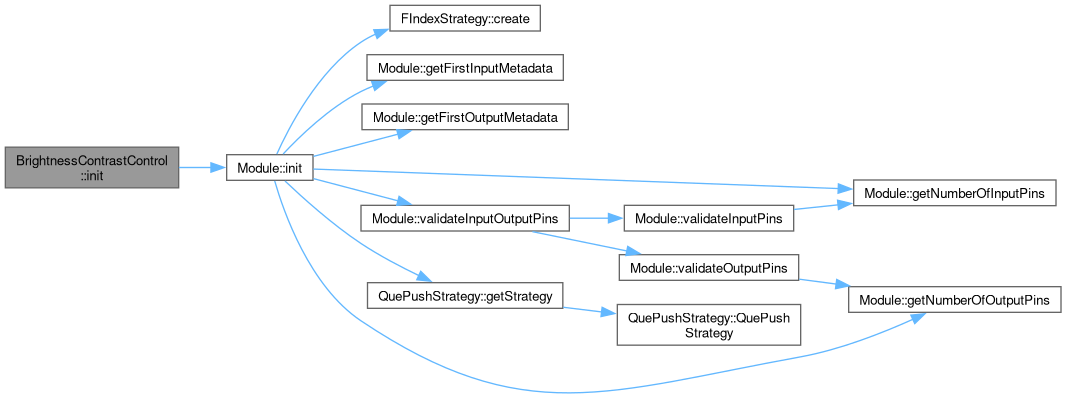 FIndexStrategy::create
Module::getFirstInputMetadata
Module::getFirstOutputMetadata
BrightnessContrastControl
::init
Module::init
Module::getNumberOfInputPins
Module::validateInputOutputPins
Module::validateInputPins
Module::validateOutputPins
QuePushStrategy::getStrategy
Module::getNumberOfOutputPins
QuePushStrategy::QuePush
Strategy